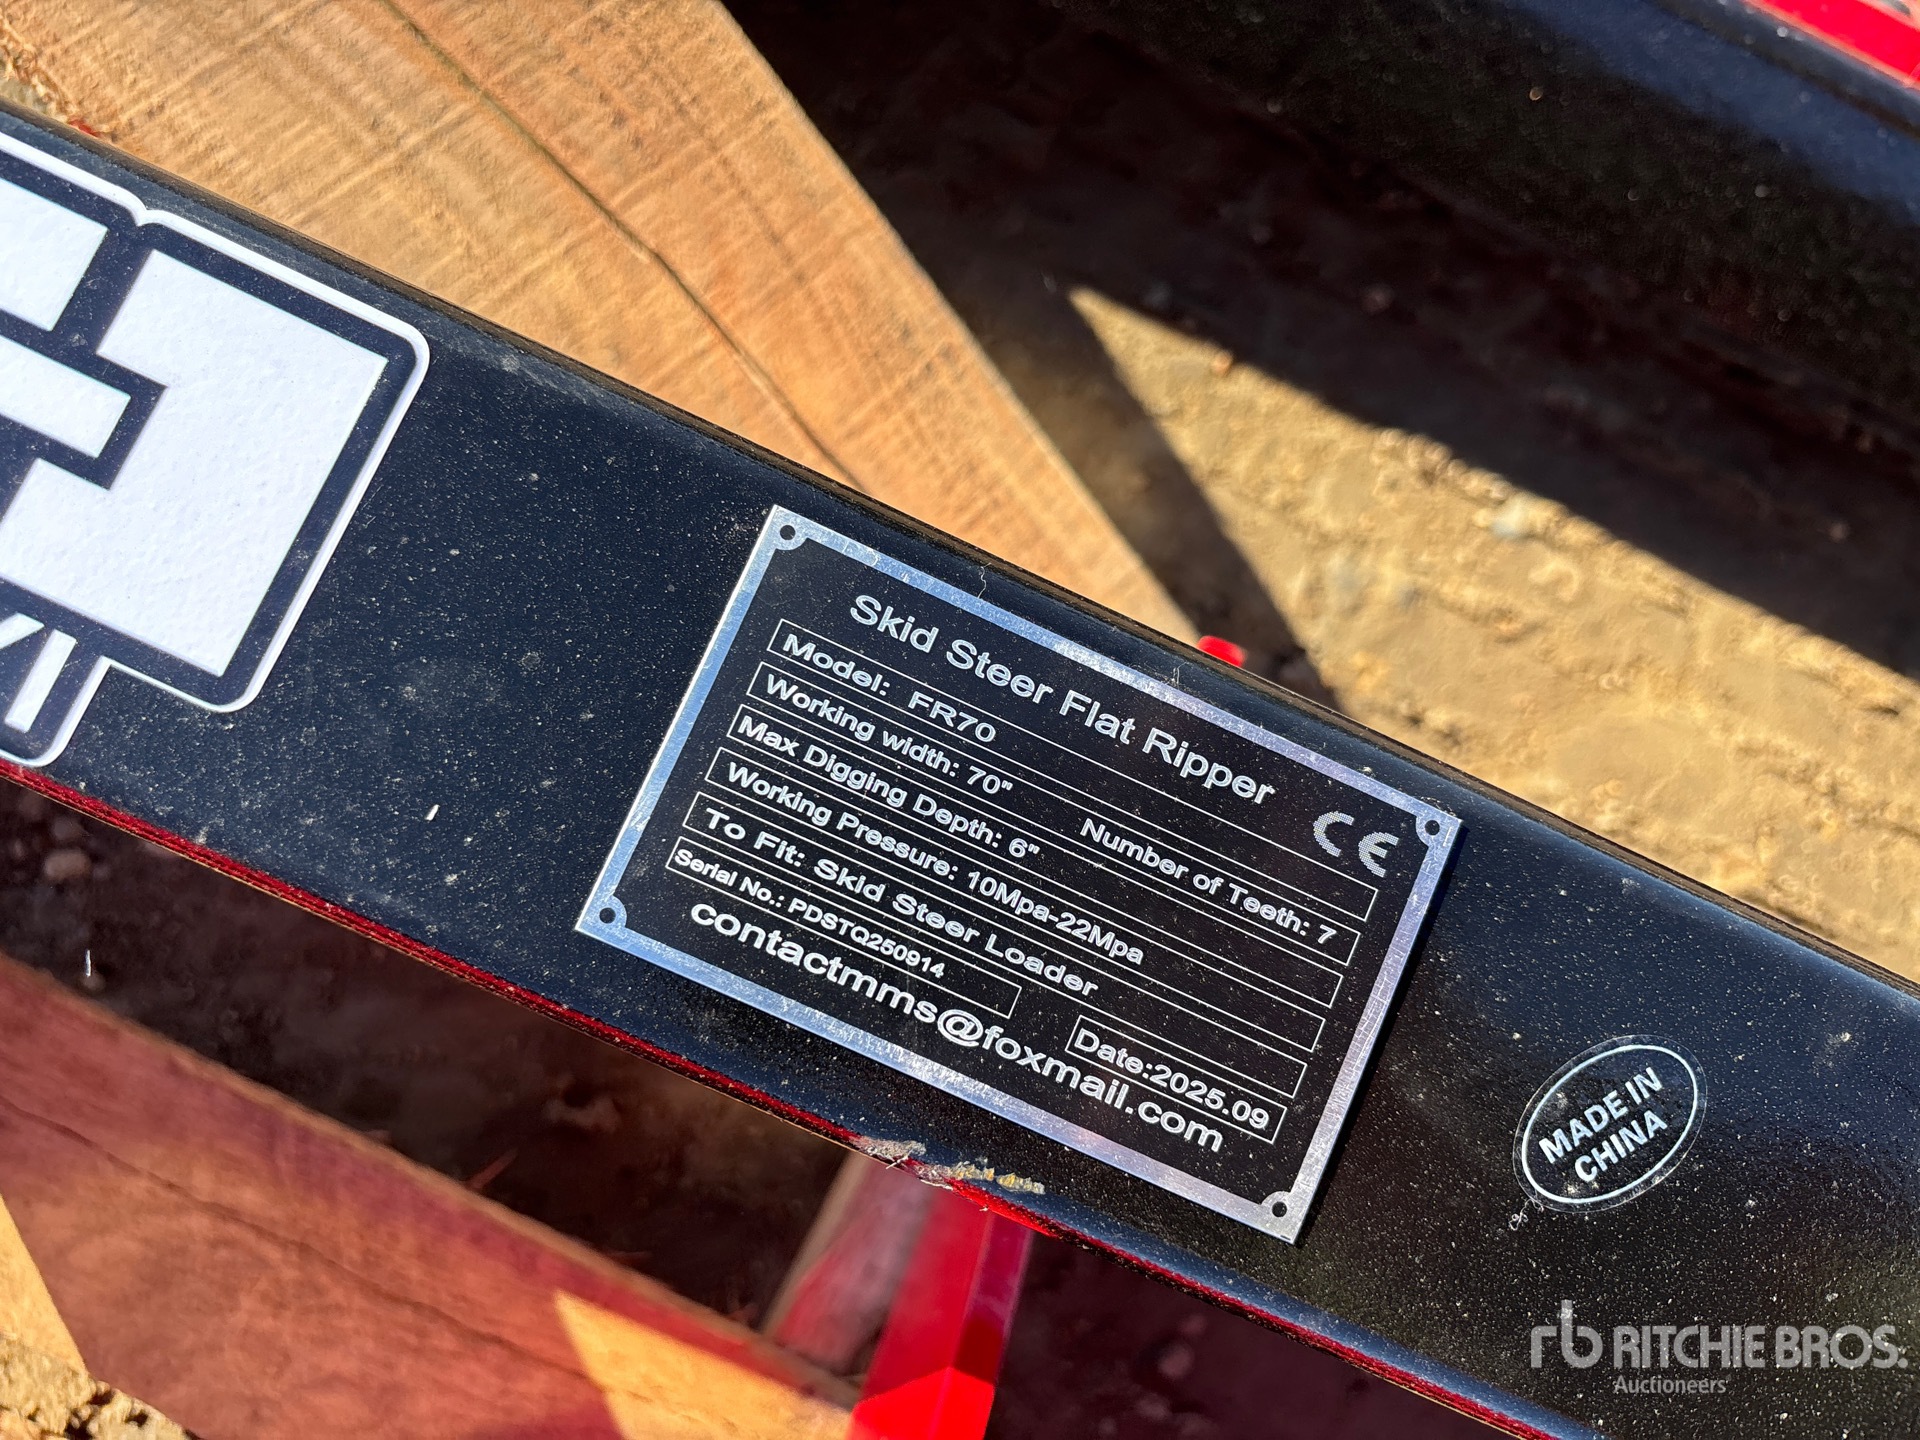 Skid Steer Flat Ripper
CE
Model: FR70
Working width: 70" Number of Teeth: 7
Max Digging Depth: 6"
Working Pressure: 10Mpa-22Mpa
To Fit: Skid Steer Loader
Serial No.: PDSTQ250914 Date:2025.09
contactmms@foxmail.com
MADE IN
CHINA
rb RITCHIE BROS.
Auctioneers